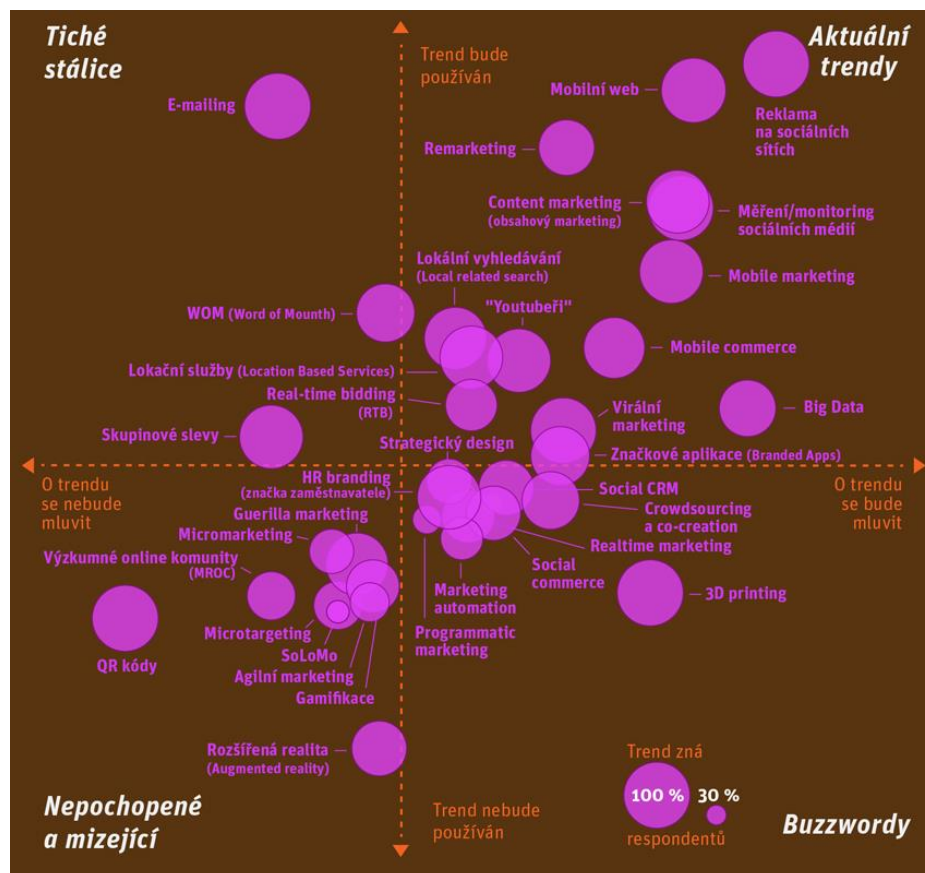 Tiché
stálice
Aktuální
trendy
Trend bude
používán
E-mailing
Mobilní web
Reklama
na sociálních
sítích
Remarketing
Content marketing
(obsahový marketing)
Měření/monitoring
sociálních médií
Lokální vyhledávání
(Local related search)
Mobile marketing
"Youtubeři"
WOM (Word of Mounth)
Mobile commerce
Lokační služby (Location Based Services)
Real-time bidding
(RTB)
Virální
marketing
Big Data
Skupinové slevy
Strategický design
Značkové aplikace (Branded Apps)
O trendu
se nebude
mluvit
O trendu
se bude
mluvit
HR branding
(značka zaměstnavatele)
Social CRM
Guerilla marketing
Crowdsourcing
a co-creation
Micromarketing
Realtime marketing
Výzkumné online komunity
(MROC)
Social
commerce
Marketing
automation
3D printing
Microtargeting
Programmatic
marketing
SoLoMo
QR kódy
Agilní marketing
Gamifikace
Rozšířená realita
(Augmented reality)
Trend zná
100 % 30 %
respondentů
Nepochopené
a mizející
Trend nebude
používán
Buzzwordy